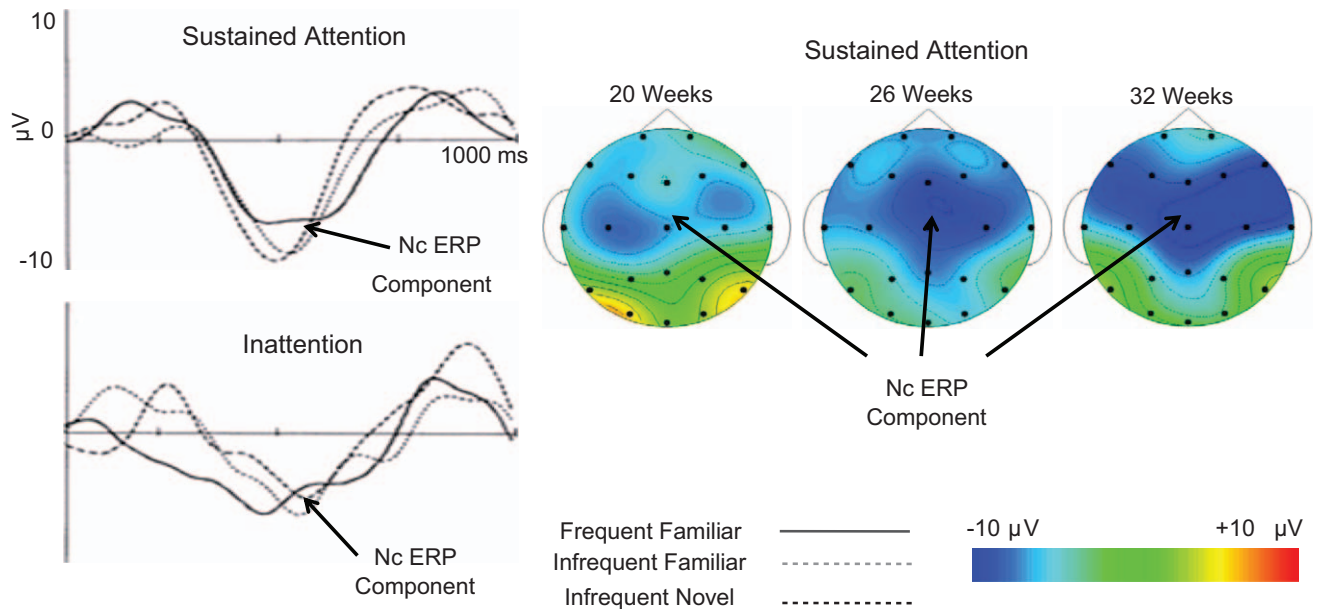 10
Sustained Attention
µV
0
1000 ms
-10
Nc ERP
Component
Inattention
Nc ERP
Component
Sustained Attention
20 Weeks
26 Weeks
32 Weeks
Nc ERP
Component
Frequent Familiar
Infrequent Familiar
Infrequent Novel
-10 µV +10 µV